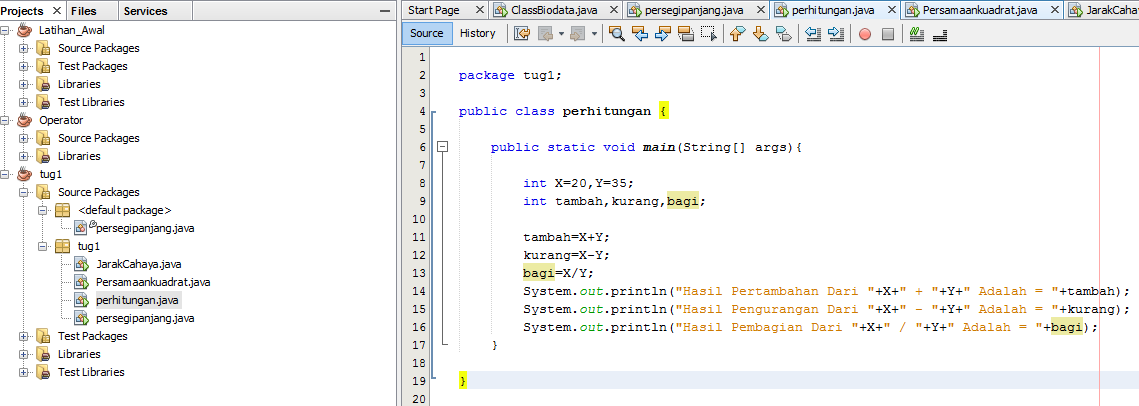 Projects Files Services
Latihan_Awal
Source Packages
Test Packages
Libraries
Test Libraries
Operator
Source Packages
Libraries
tug1
Source Packages
<default package>
persegipanjang.java
tug1
JarakCahaya.java
Persamaankuadrat.java
perhitungan.java
persegipanjang.java
Test Packages
Libraries
Test Libraries
Start Page ClassBiodata.java persegipanjang.java perhitungan.java Persamaankuadrat.java JarakCaha
Source History
1
2 package tug1;
3
4 public class perhitungan {
5
6 public static void main(String[] args){
7
8 int X=20,Y=35;
9 int tambah,kurang,bagi;
10
11 tambah=X+Y;
12 kurang=X-Y;
13 bagi=X/Y;
14 System.out.println("Hasil Pertambahan Dari "+X+" + "+Y+" Adalah = "+tambah);
15 System.out.println("Hasil Pengurangan Dari "+X+" - "+Y+" Adalah = "+kurang);
16 System.out.println("Hasil Pembagian Dari "+X+" / "+Y+" Adalah = "+bagi);
17 }
18
19 }
20